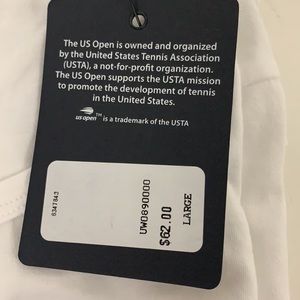 The US Open is owned and organized
by the United States Tennis Association
(USTA), a not-for-profit organization.
The US Open supports the USTA mission
to promote the development of tennis
in the United States.
us open™ is a trademark of the USTA
6347843
UW0890000
$62.00
LARGE